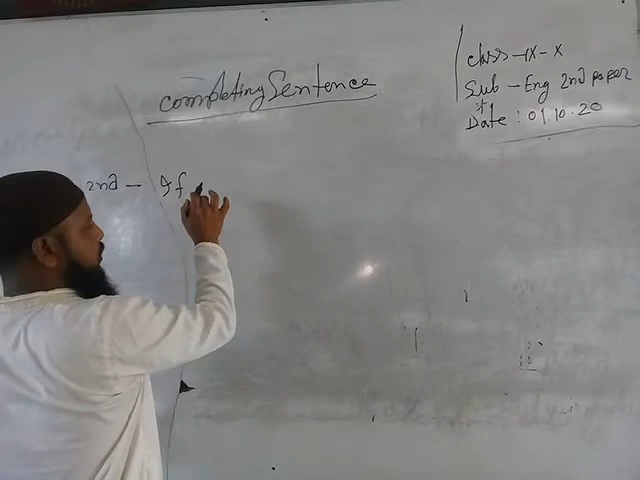 Completing Sentence
Class - IX - X
Sub - Eng 2nd paper
Date : 01.10.20
2nd - If